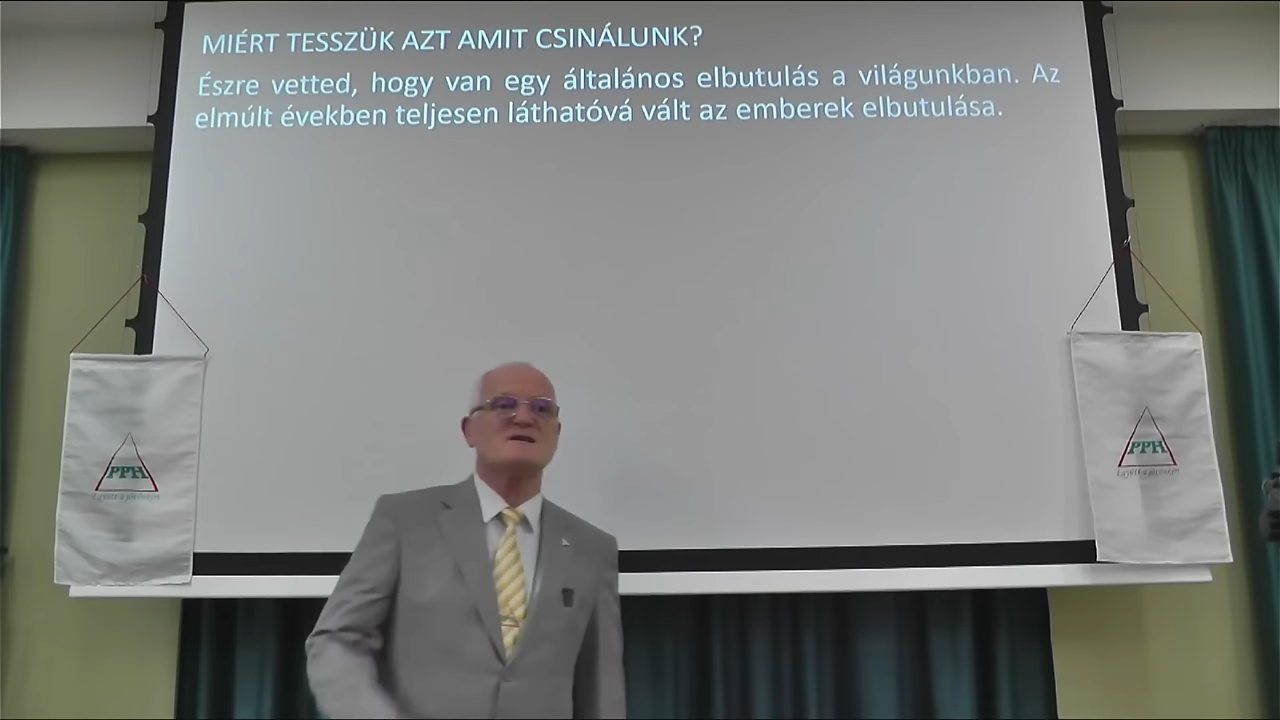 MIÉRT TESSZÜK AZT AMIT CSINÁLUNK?
Észre vetted, hogy van egy általános elbutulás a világunkban. Az
elmúlt években teljesen láthatóvá vált az emberek elbutulása.
PPH
PPH